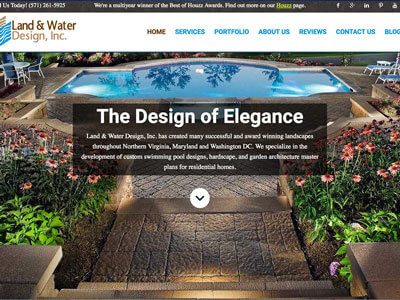 l Us Today! (571) 261-5925 We're a multiyear winner of the Best of Houzz Awards. Find out more on our Houzz page.
Land & Water
Design, Inc.
HOME SERVICES PORTFOLIO ABOUT US REVIEWS CONTACT US BLOG
The Design of Elegance
Land & Water Design, Inc. has created many successful and award winning landscapes
throughout Northern Virginia, Maryland and Washington DC. We specialize in the
development of custom swimming pool designs, hardscape, and garden architecture master
plans for residential homes.